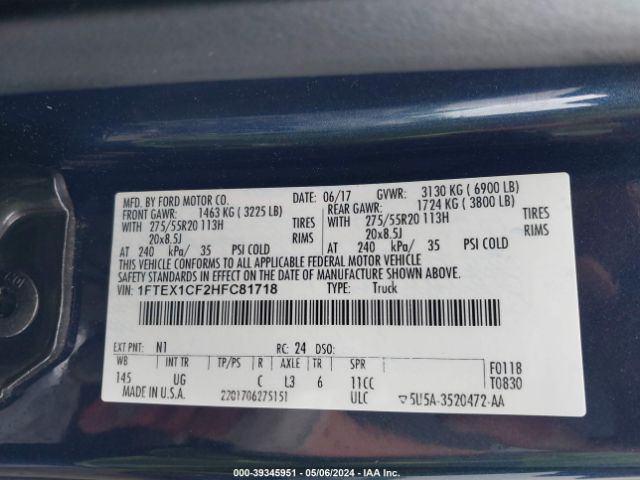 MFD. BY FORD MOTOR CO.
DATE: 06/17 GVWR: 3130 KG ( 6900 LB)
FRONT GAWR: 1463 KG ( 3225 LB) REAR GAWR: 1724 KG ( 3800 LB)
WITH 275/55R20 113H TIRES WITH 275/55R20 113H TIRES
20x8.5J RIMS 20x8.5J RIMS
AT 240 kPa/ 35 PSI COLD AT 240 kPa/ 35 PSI COLD
THIS VEHICLE CONFORMS TO ALL APPLICABLE FEDERAL MOTOR VEHICLE
SAFETY STANDARDS IN EFFECT ON THE DATE OF MANUFACTURE SHOWN ABOVE.
VIN: 1FTEX1CF2HFC81718 TYPE: Truck
EXT PNT: N1 RC: 24 DSO:
WB INT TR TP/PS R AXLE TR SPR F0118
145 UG C L3 6 11CC T0830
MADE IN U.S.A. 2201706275151 ULC ▽5U5A-3520472-AA
000-39345951 - 05/06/2024 - IAA Inc.